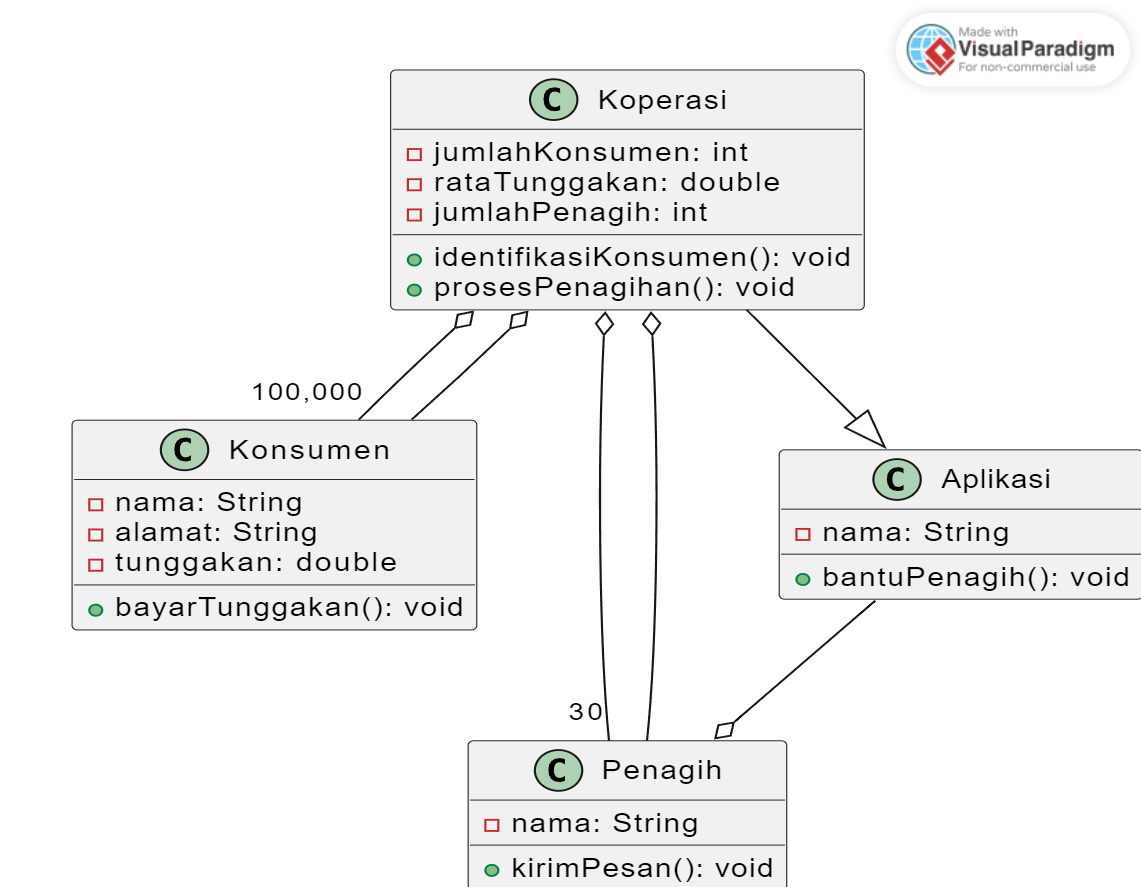 Made with
Visual Paradigm
For non-commercial use
C Koperasi
jumlahKonsumen: int
rataTunggakan: double
jumlahPenagih: int
identifikasiKonsumen(): void
prosesPenagihan(): void
100,000
C Konsumen
nama: String
alamat: String
tunggakan: double
bayarTunggakan(): void
C Aplikasi
nama: String
bantuPenagih(): void
30
C Penagih
nama: String
kirimPesan(): void